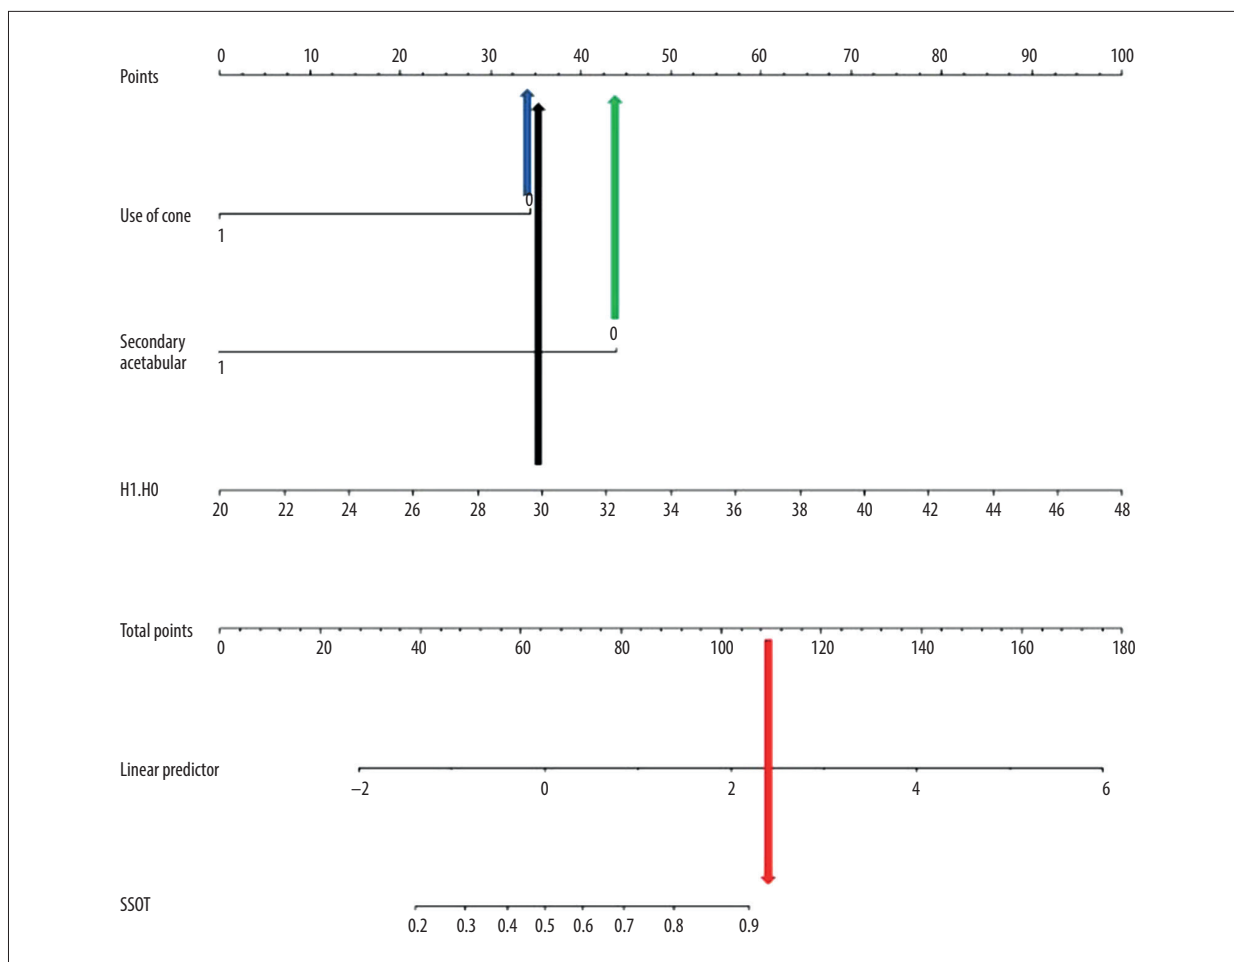 0 10 20 30 40 50 60 70 80 90 100
Points
0
Use of cone
1
0
Secondary
acetabular
1
H1.H0
20 22 24 26 28 30 32 34 36 38 40 42 44 46 48
Total points
0 20 40 60 80 100 120 140 160 180
Linear predictor
–2 0 2 4 6
SSOT
0.2 0.3 0.4 0.5 0.6 0.7 0.8 0.9